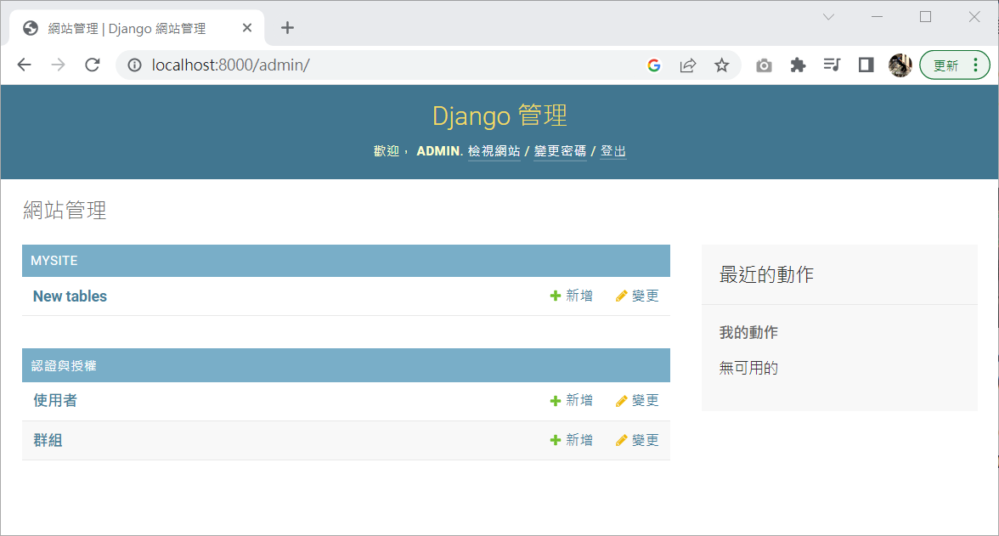 網站管理 | Django 網站管理
localhost:8000/admin/
更新
Django 管理
歡迎， ADMIN. 檢視網站 / 變更密碼 / 登出
網站管理
MYSITE
New tables 新增 變更
認證與授權
使用者 新增 變更
群組 新增 變更
最近的動作
我的動作
無可用的